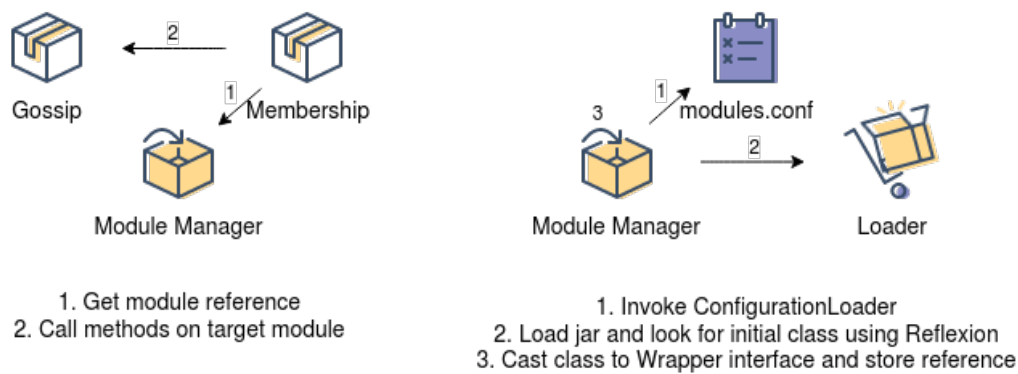 2
1
Gossip
Membership
Module Manager
1. Get module reference
2. Call methods on target module
1
modules.conf
3
2
Module Manager
Loader
1. Invoke ConfigurationLoader
2. Load jar and look for initial class using Reflexion
3. Cast class to Wrapper interface and store reference